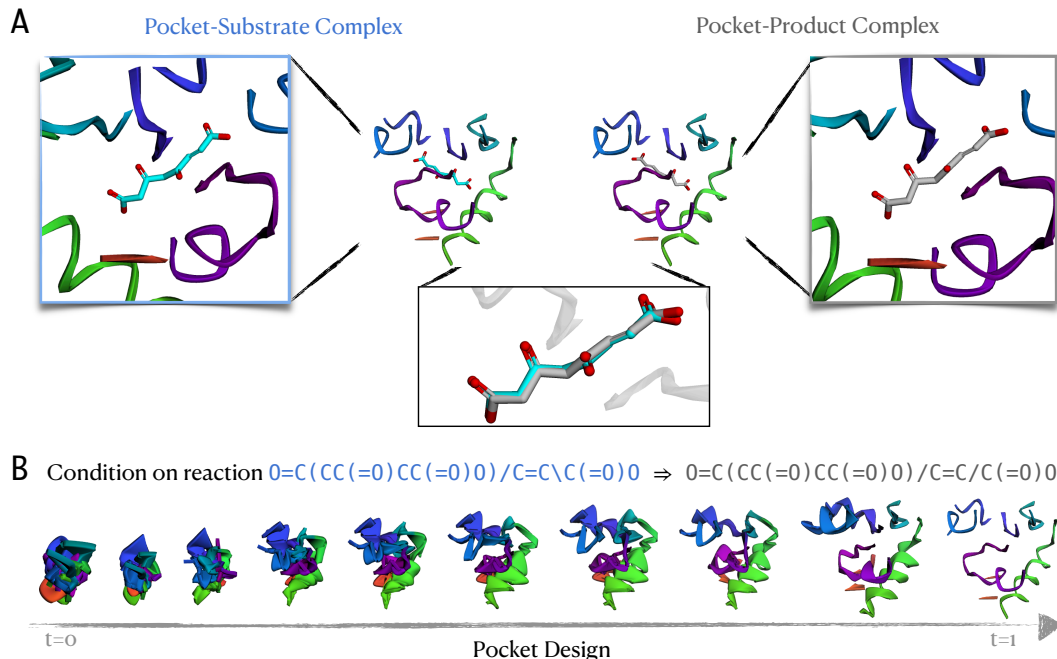 A
Pocket-Substrate Complex
Pocket-Product Complex
B
Condition on reaction O=C(CC(=O)CC(=O)O)/C=C\C(=O)O ⇒ O=C(CC(=O)CC(=O)O)/C=C/C(=O)O
t=0
t=1
Pocket Design